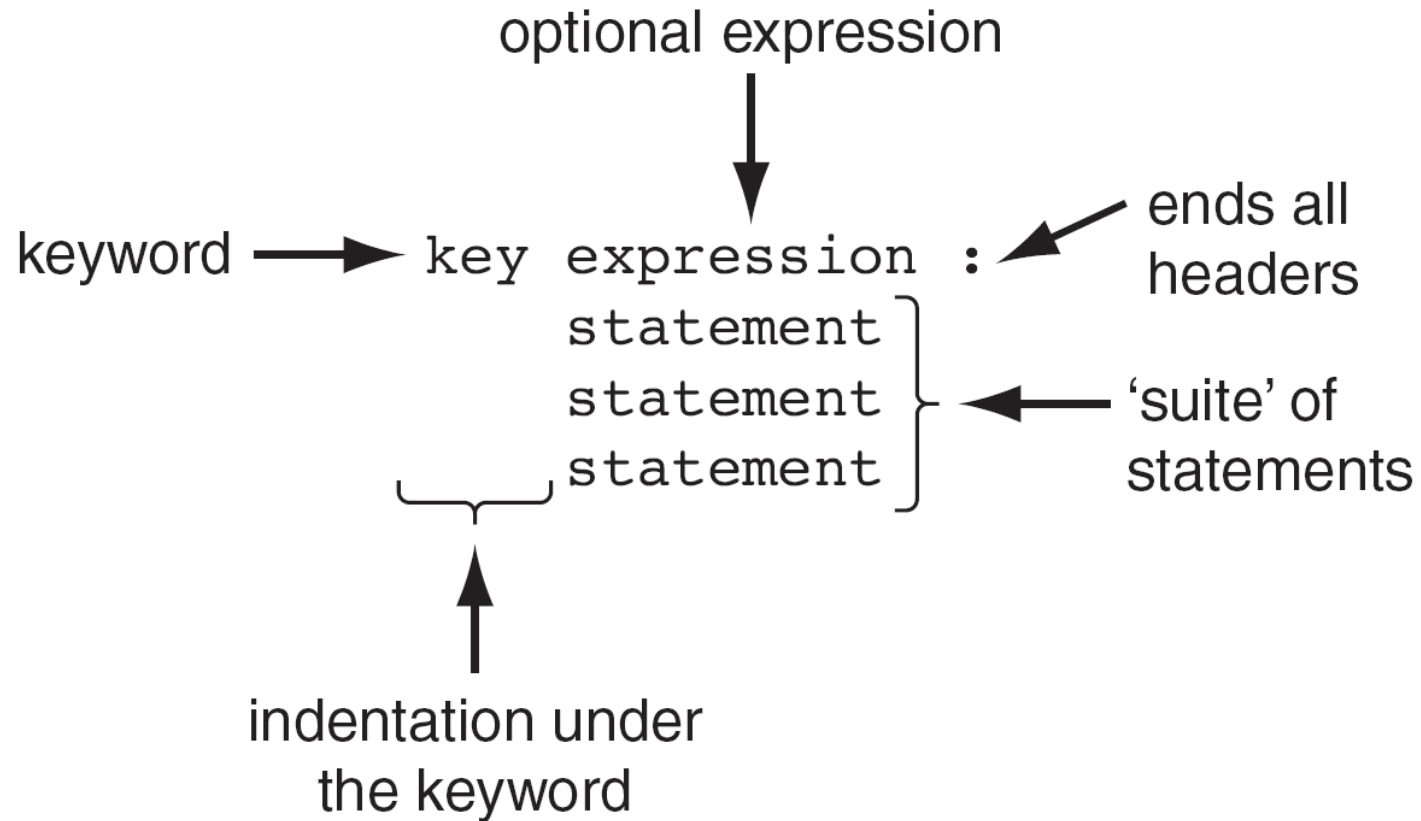 optional expression
keyword
key expression :
ends all
headers
statement
statement
statement
‘suite’ of
statements
indentation under
the keyword